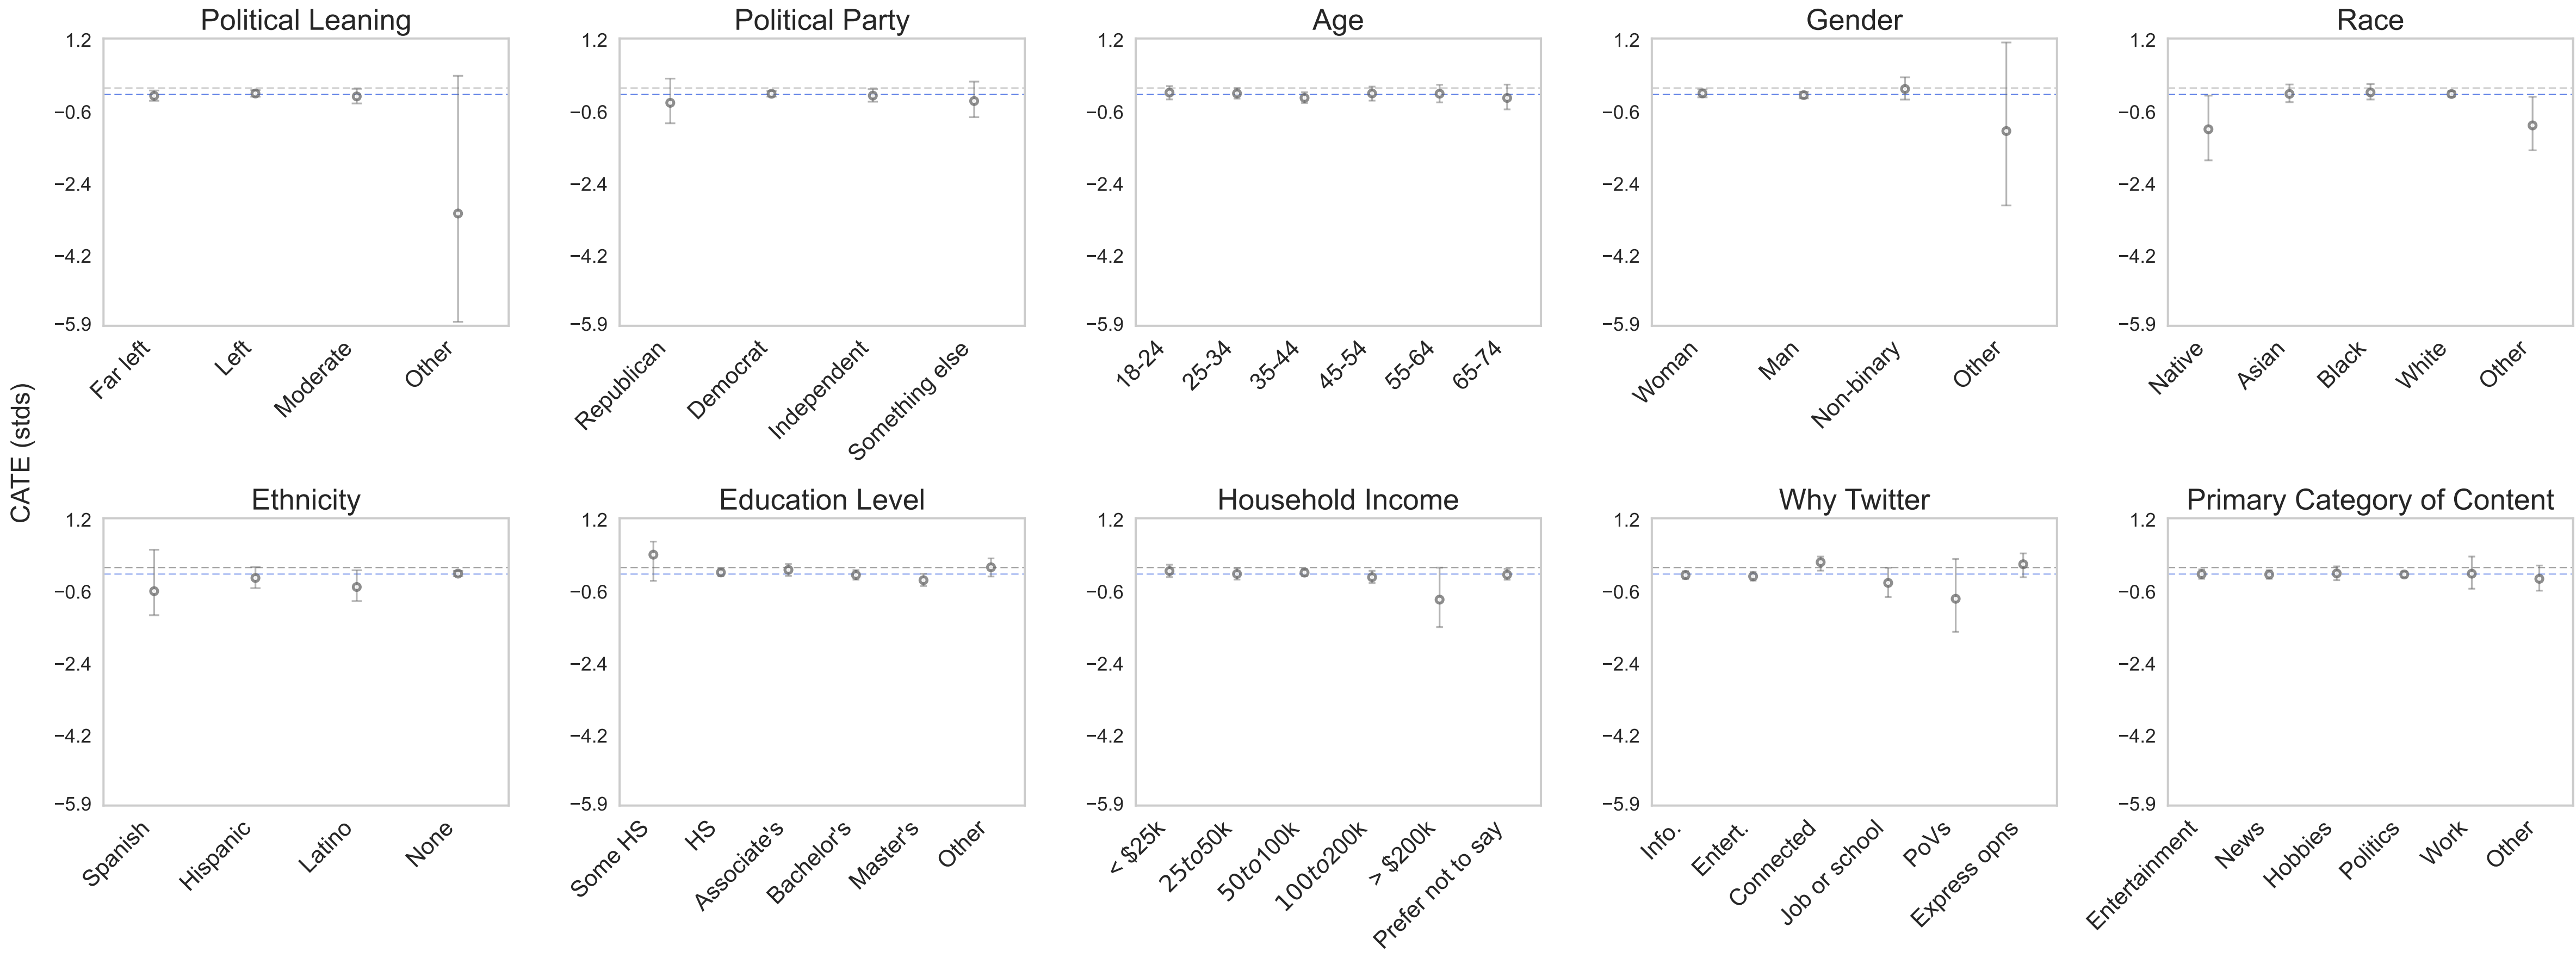 Political Leaning
Political Party
Age
Gender
Race
1.2
−0.6
−2.4
−4.2
−5.9
1.2
−0.6
−2.4
−4.2
−5.9
1.2
−0.6
−2.4
−4.2
−5.9
1.2
−0.6
−2.4
−4.2
−5.9
1.2
−0.6
−2.4
−4.2
−5.9
Far left
Left
Moderate
Other
Republican
Democrat
Independent
Something else
18-24
25-34
35-44
45-54
55-64
65-74
Woman
Man
Non-binary
Other
Native
Asian
Black
White
Other
CATE (stds)
Ethnicity
Education Level
Household Income
Why Twitter
Primary Category of Content
1.2
−0.6
−2.4
−4.2
−5.9
1.2
−0.6
−2.4
−4.2
−5.9
1.2
−0.6
−2.4
−4.2
−5.9
1.2
−0.6
−2.4
−4.2
−5.9
1.2
−0.6
−2.4
−4.2
−5.9
Spanish
Hispanic
Latino
None
Some HS
HS
Associate's
Bachelor's
Master's
Other
< $25k
25to50k
50to100k
100to200k
> $200k
Prefer not to say
Info.
Entert.
Connected
Job or school
PoVs
Express opns
Entertainment
News
Hobbies
Politics
Work
Other